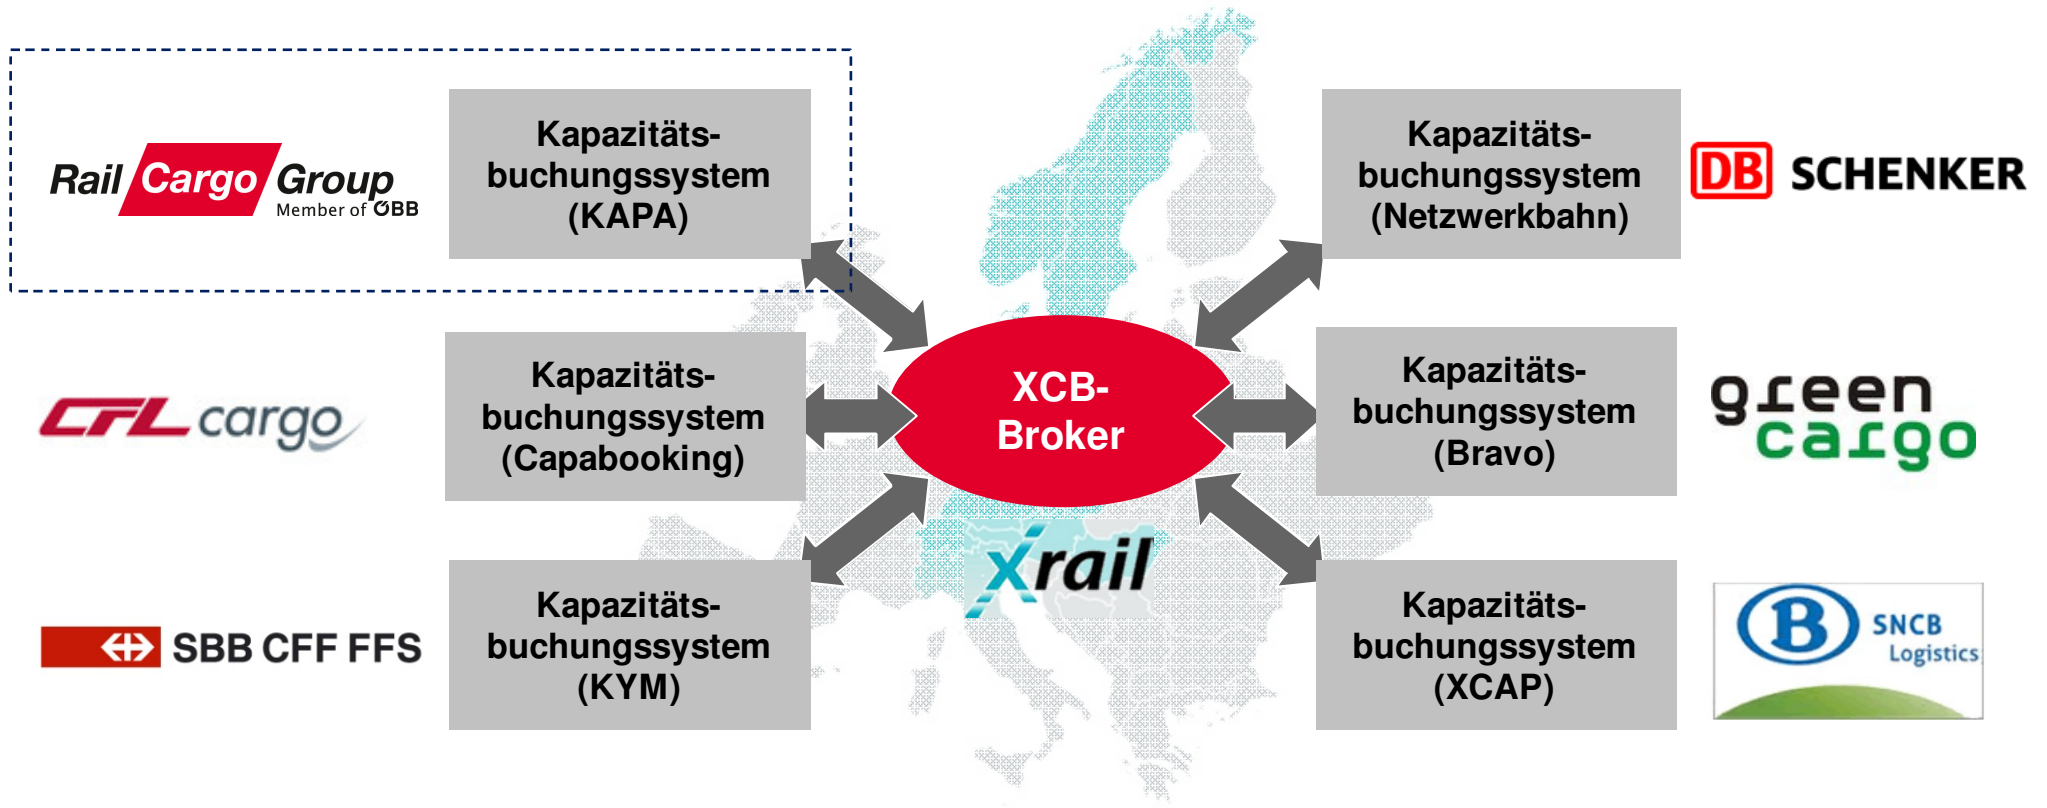 Rail Cargo Group
Member of ÖBB
Kapazitäts-
buchungssystem
(KAPA)
Kapazitäts-
buchungssystem
(Netzwerkbahn)
DB SCHENKER
CFL cargo
Kapazitäts-
buchungssystem
(Capabooking)
XCB-
Broker
Kapazitäts-
buchungssystem
(Bravo)
green
cargo
xrail
SBB CFF FFS
Kapazitäts-
buchungssystem
(KYM)
Kapazitäts-
buchungssystem
(XCAP)
B SNCB
Logistics